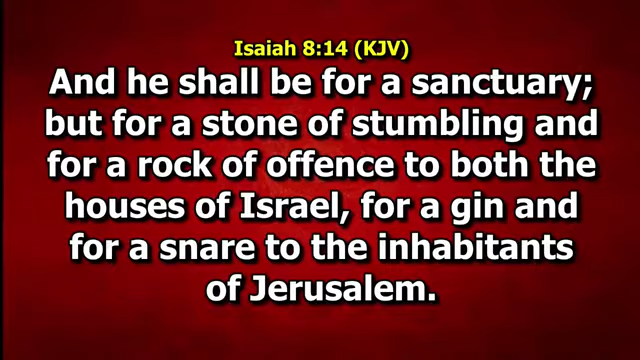 Isaiah 8:14 (KJV)
And he shall be for a sanctuary;
but for a stone of stumbling and
for a rock of offence to both the
houses of Israel, for a gin and
for a snare to the inhabitants
of Jerusalem.